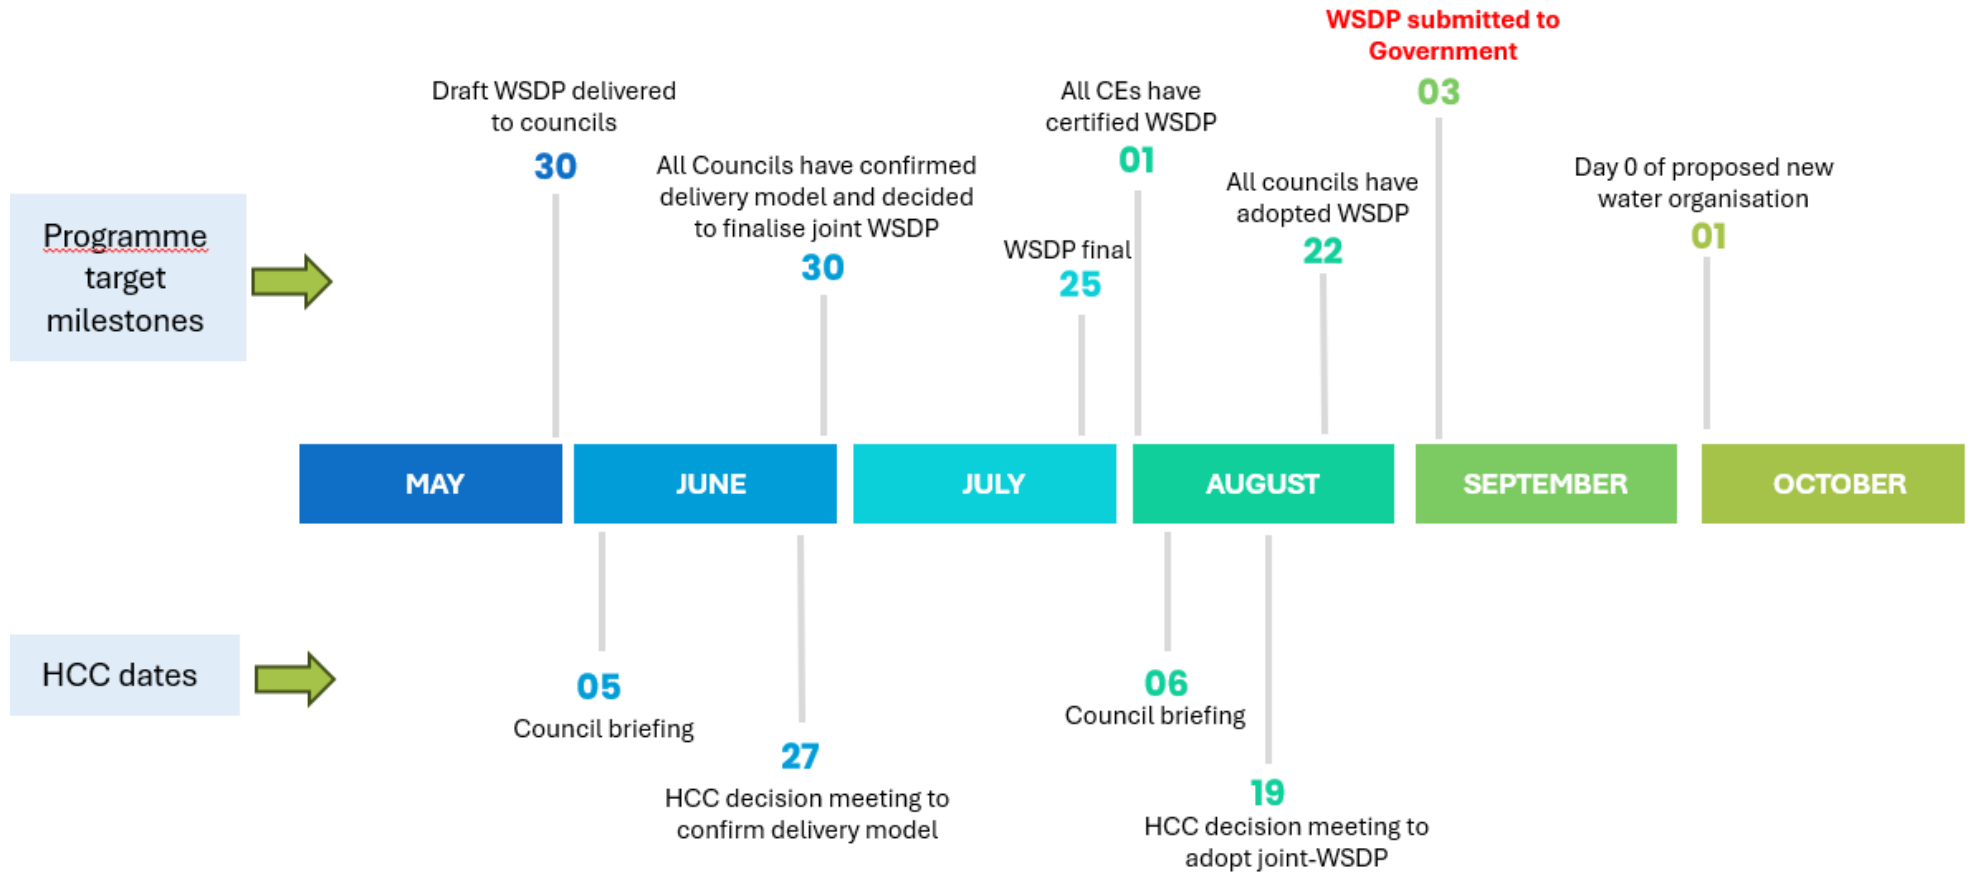 WSDP submitted to
Government
03
Draft WSDP delivered
to councils
30
All Councils have confirmed
delivery model and decided
to finalise joint WSDP
30
WSDP final
25
All CEs have
certified WSDP
01
All councils have
adopted WSDP
22
Day 0 of proposed new
water organisation
01
Programme
target
milestones
MAY
JUNE
JULY
AUGUST
SEPTEMBER
OCTOBER
HCC dates
05
Council briefing
27
HCC decision meeting to
confirm delivery model
06
Council briefing
19
HCC decision meeting to
adopt joint-WSDP